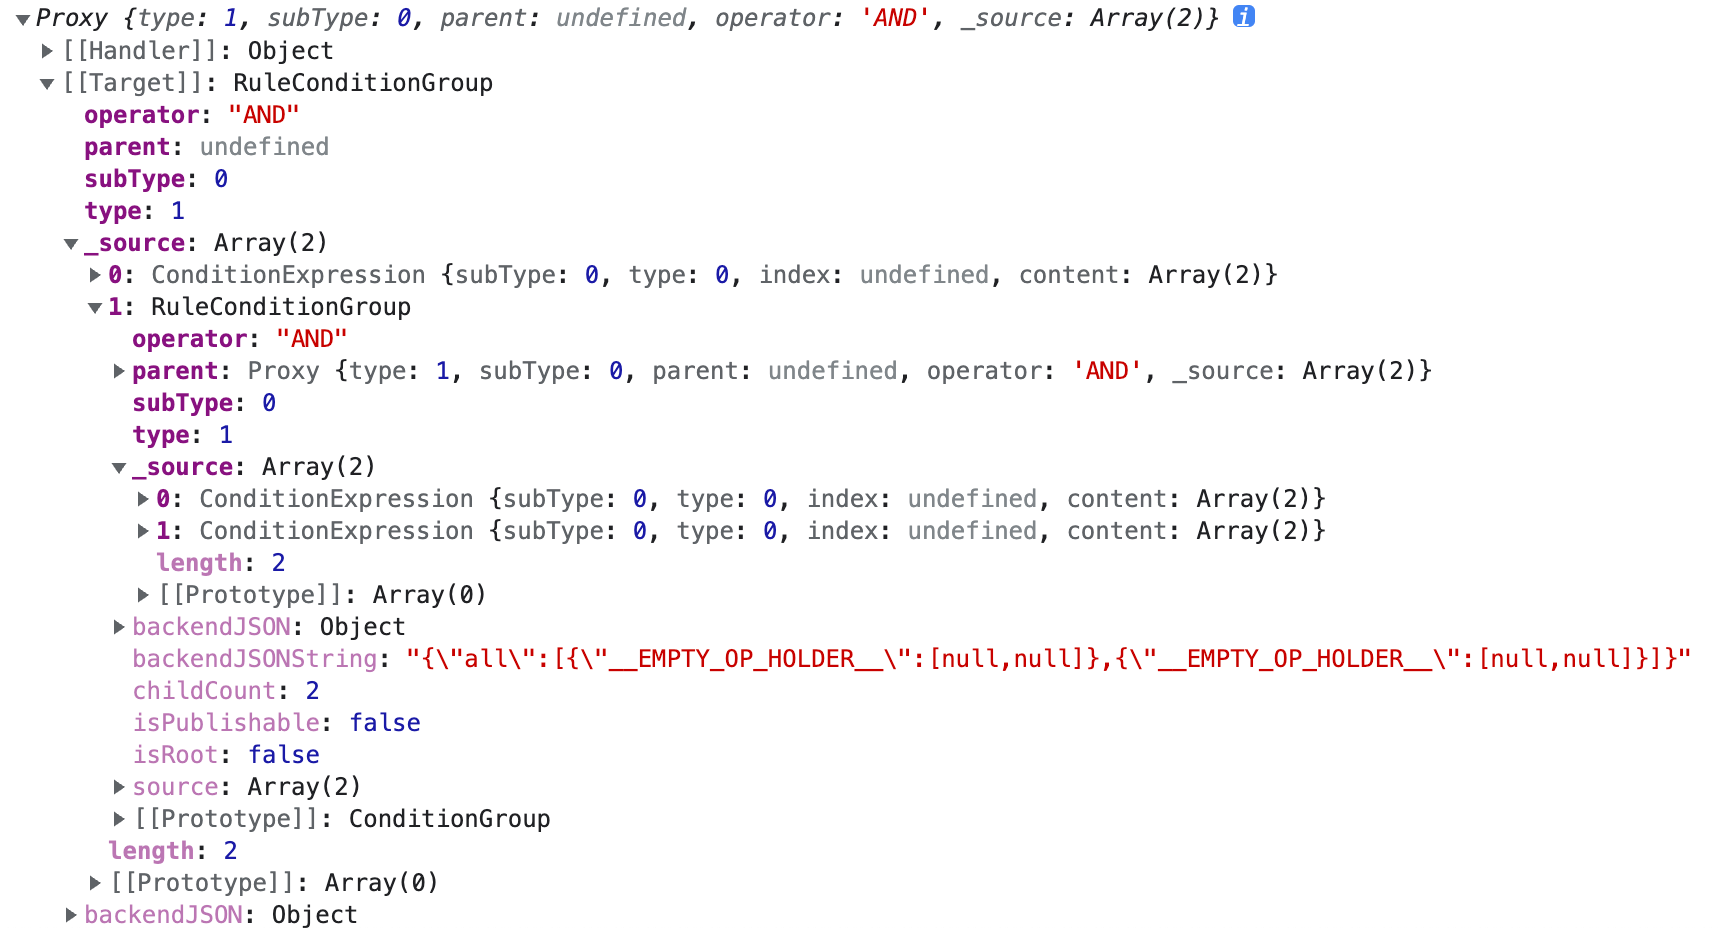 Proxy {type: 1, subType: 0, parent: undefined, operator: 'AND', _source: Array(2)} i
[[Handler]]: Object
[[Target]]: RuleConditionGroup
operator: "AND"
parent: undefined
subType: 0
type: 1
_source: Array(2)
0: ConditionExpression {subType: 0, type: 0, index: undefined, content: Array(2)}
1: RuleConditionGroup
operator: "AND"
parent: Proxy {type: 1, subType: 0, parent: undefined, operator: 'AND', _source: Array(2)}
subType: 0
type: 1
_source: Array(2)
0: ConditionExpression {subType: 0, type: 0, index: undefined, content: Array(2)}
1: ConditionExpression {subType: 0, type: 0, index: undefined, content: Array(2)}
length: 2
[[Prototype]]: Array(0)
backendJSON: Object
backendJSONString: "{\"all\":[{\"__EMPTY_OP_HOLDER__\":[null,null]},{\"__EMPTY_OP_HOLDER__\":[null,null]}]}"
childCount: 2
isPublishable: false
isRoot: false
source: Array(2)
[[Prototype]]: ConditionGroup
length: 2
[[Prototype]]: Array(0)
backendJSON: Object